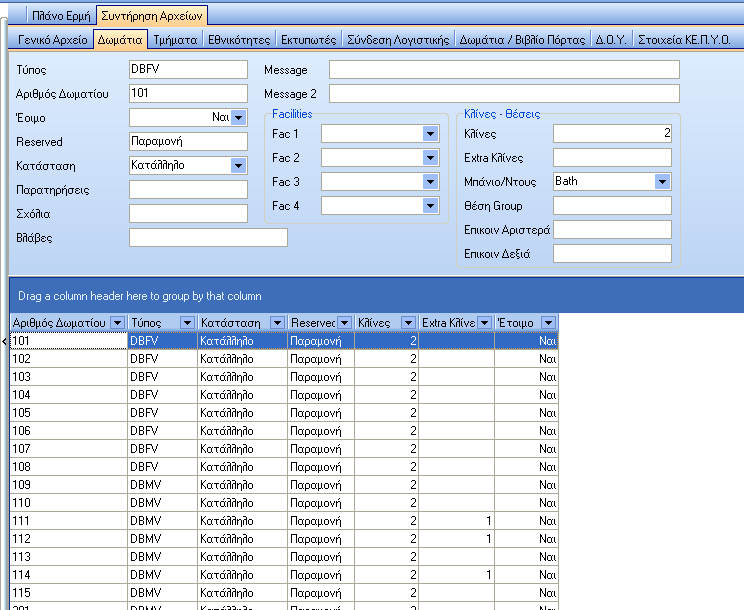 Πλάνο Ερμή Συντήρηση Αρχείων
Γενικό Αρχείο Δωμάτια Τμήματα Εθνικότητες Εκτυπωτές Σύνδεση Λογιστικής Δωμάτια / Βιβλίο Πόρτας Δ.Ο.Υ. Στοιχεία ΚΕ.Π.Υ.Ο.
Τύπος DBFV Message
Αριθμός Δωματίου 101 Message 2
Έοιμο Ναι Facilities Κλίνες - Θέσεις
Reserved Παραμονή Fac 1 Κλίνες 2
Κατάσταση Κατάλληλο Fac 2 Extra Κλίνες
Παρατηρήσεις Fac 3 Μπάνιο/Ντους Bath
Σχόλια Fac 4 Θέση Group
Βλάβες Επικοιν Αριστερά
Επικοιν Δεξιά
Drag a column header here to group by that column
Αριθμός Δωματίου Τύπος Κατάσταση Reserved Κλίνες Extra Κλίνε Έτοιμο
101 DBFV Κατάλληλο Παραμονή 2 Ναι
102 DBFV Κατάλληλο Παραμονή 2 Ναι
103 DBFV Κατάλληλο Παραμονή 2 Ναι
104 DBFV Κατάλληλο Παραμονή 2 Ναι
105 DBFV Κατάλληλο Παραμονή 2 Ναι
106 DBFV Κατάλληλο Παραμονή 2 Ναι
107 DBFV Κατάλληλο Παραμονή 2 Ναι
108 DBFV Κατάλληλο Παραμονή 2 Ναι
109 DBMV Κατάλληλο Παραμονή 2 Ναι
110 DBMV Κατάλληλο Παραμονή 2 Ναι
111 DBMV Κατάλληλο Παραμονή 2 1 Ναι
112 DBMV Κατάλληλο Παραμονή 2 1 Ναι
113 DBMV Κατάλληλο Παραμονή 2 Ναι
114 DBMV Κατάλληλο Παραμονή 2 1 Ναι
115 DBMV Κατάλληλο Παραμονή 2 Ναι